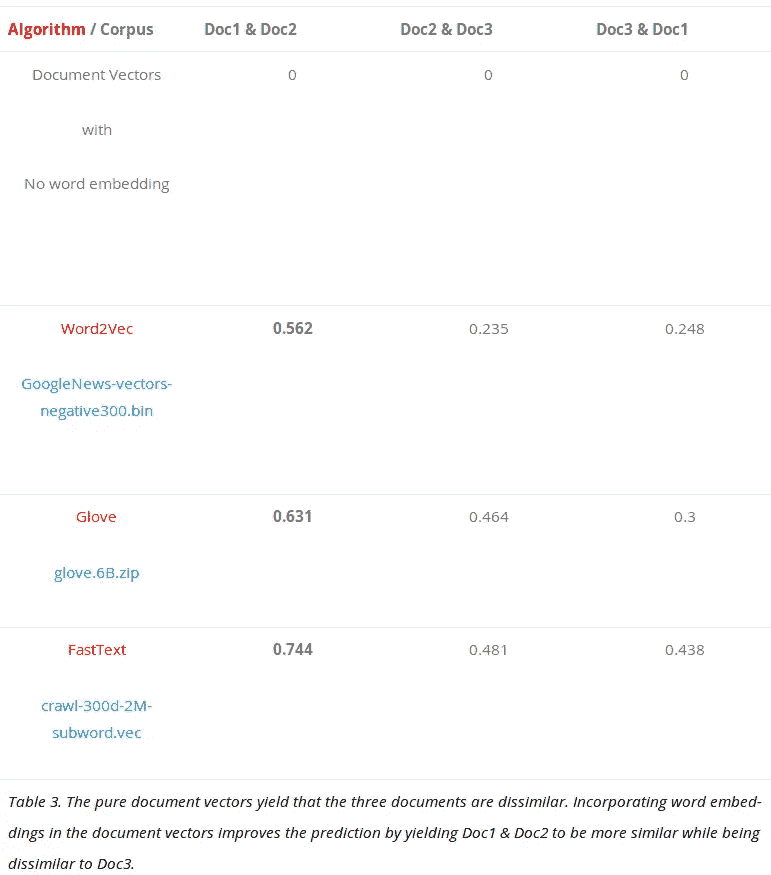 Algorithm / Corpus Doc1 & Doc2 Doc2 & Doc3 Doc3 & Doc1
Document Vectors 0 0 0
with
No word embedding
Word2Vec 0.562 0.235 0.248
GoogleNews-vectors-
negative300.bin
Glove 0.631 0.464 0.3
glove.6B.zip
FastText 0.744 0.481 0.438
crawl-300d-2M-
subword.vec
Table 3. The pure document vectors yield that the three documents are dissimilar. Incorporating word embed-
dings in the document vectors improves the prediction by yielding Doc1 & Doc2 to be more similar while being
dissimilar to Doc3.